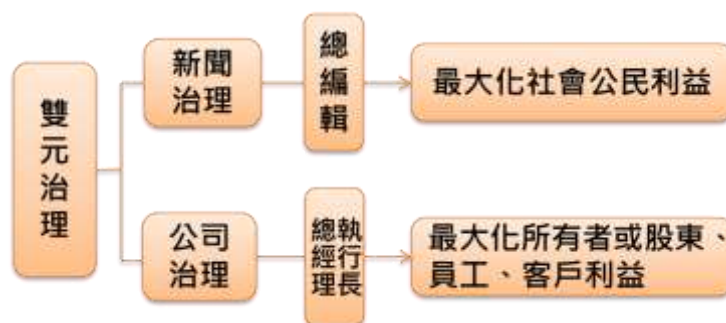 雙元治理
新聞
治理
總編輯
最大化社會公民利益
公司
治理
總經理
執行長
最大化所有者或股東、
員工、客戶利益